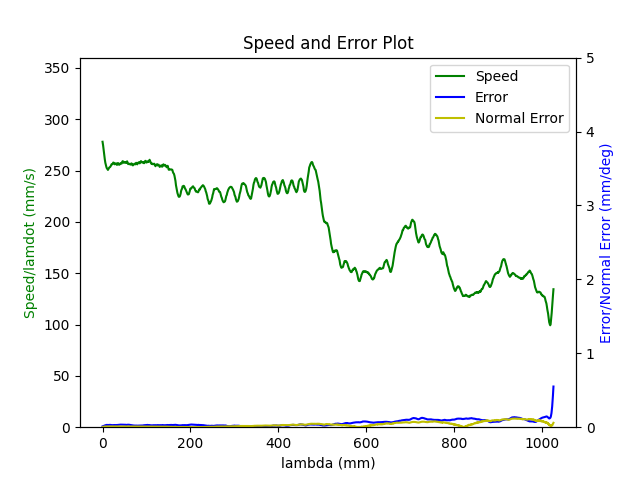 Speed and Error Plot
Speed
Error
Normal Error
Speed/lamdot (mm/s)
Error/Normal Error (mm/deg)
350
300
250
200
150
100
50
0
5
4
3
2
1
0
0
200
400
600
800
1000
lambda (mm)